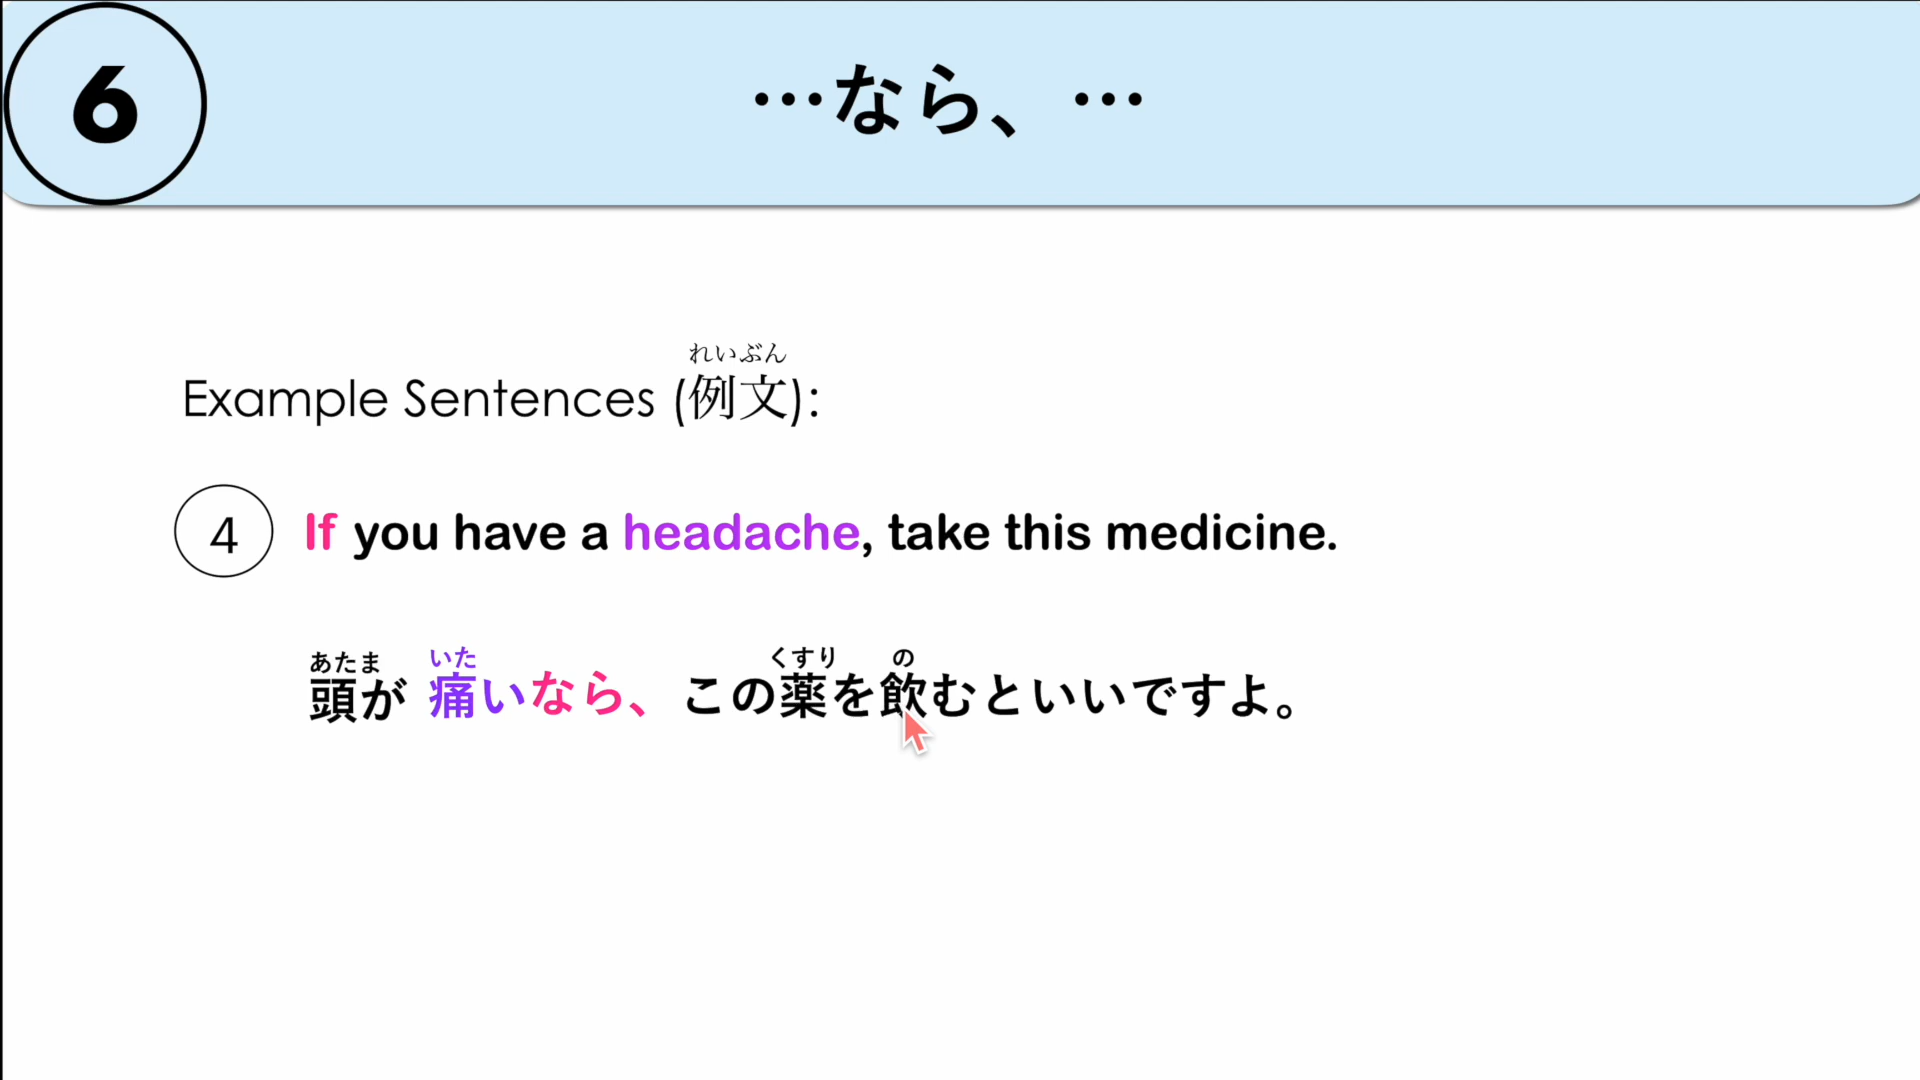 6
…なら、…
れいぶん
Example Sentences (例文):
4
If you have a headache, take this medicine.
あたま いた くすり の
頭が 痛いなら、この薬を飲むといいですよ。